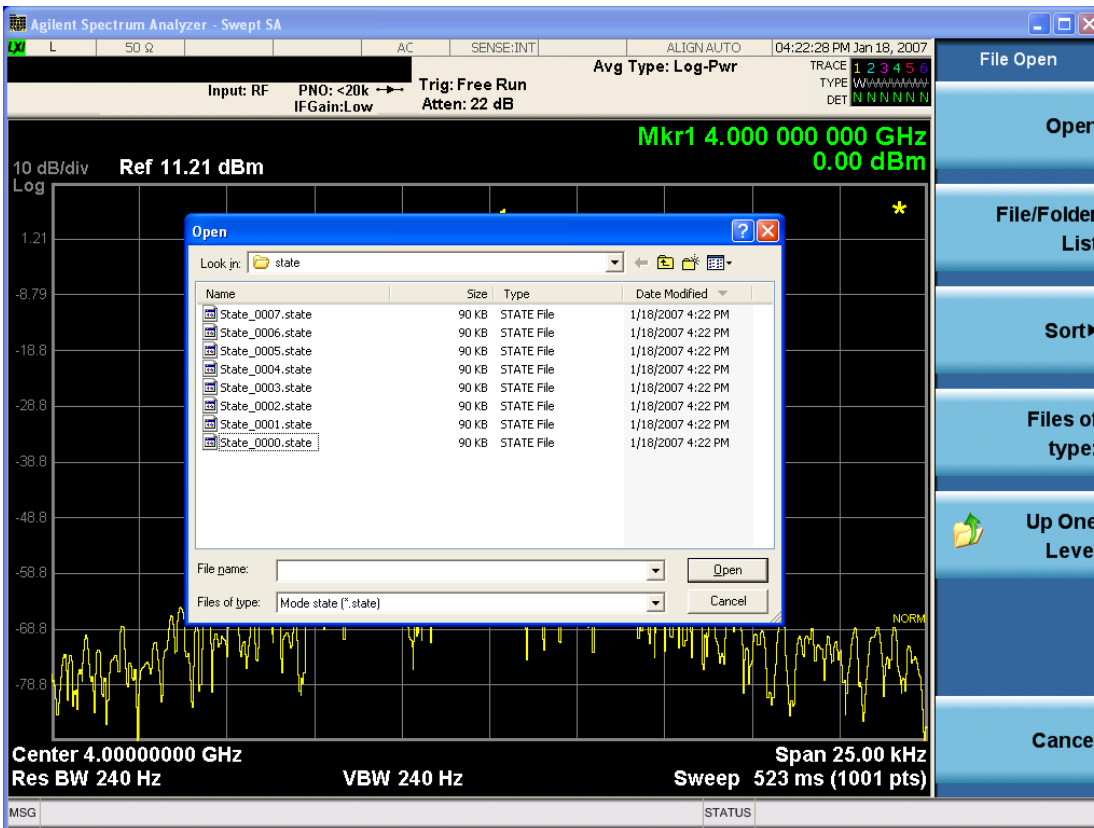 Agilent Spectrum Analyzer - Swept SA
LXI L 50 Ω AC SENSE:INT ALIGN AUTO 04:22:28 PM Jan 18, 2007
Input: RF PNO: <20k Trig: Free Run Avg Type: Log-Pwr TRACE 1 2 3 4 5 6
IFGain:Low Atten: 22 dB TYPE WWWWWW
DET N N N N N N
Mkr1 4.000 000 000 GHz
0.00 dBm
10 dB/div Ref 11.21 dBm
Log
1.21
-8.79
-18.8
-28.8
-38.8
-48.8
-58.8
-68.8
-78.8
Open
Look in: state
Name Size Type Date Modified
State_0007.state 90 KB STATE File 1/18/2007 4:22 PM
State_0006.state 90 KB STATE File 1/18/2007 4:22 PM
State_0005.state 90 KB STATE File 1/18/2007 4:22 PM
State_0004.state 90 KB STATE File 1/18/2007 4:22 PM
State_0003.state 90 KB STATE File 1/18/2007 4:22 PM
State_0002.state 90 KB STATE File 1/18/2007 4:22 PM
State_0001.state 90 KB STATE File 1/18/2007 4:22 PM
State_0000.state 90 KB STATE File 1/18/2007 4:22 PM
File name: Open
Files of type: Mode state (*.state) Cancel
NORM
Center 4.00000000 GHz Span 25.00 kHz
Res BW 240 Hz VBW 240 Hz Sweep 523 ms (1001 pts)
MSG STATUS
File Open
Open
File/Folder
List
Sort
Files of
type:
Up One
Leve
Cance